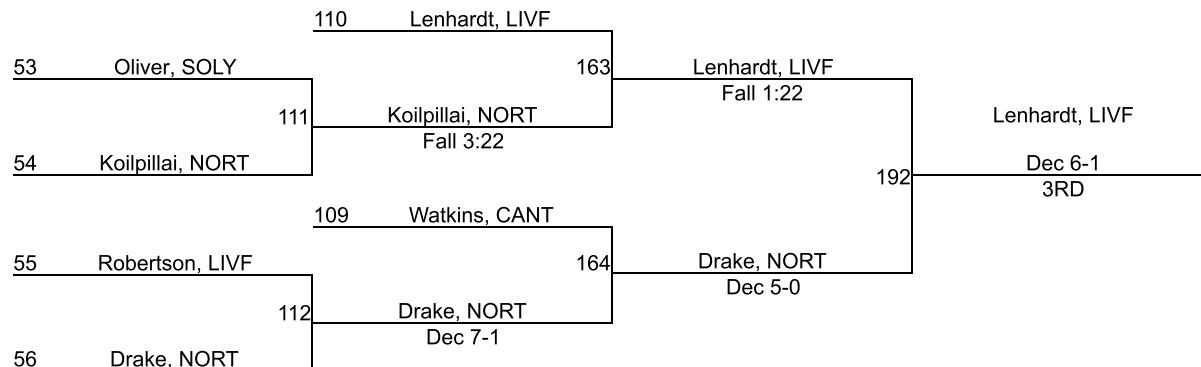 110 Lenhardt, LIVF
53 Oliver, SOLY
163 Lenhardt, LIVF
Fall 1:22
111 Koilpillai, NORT
Fall 3:22
Lenhardt, LIVF
54 Koilpillai, NORT
192 Dec 6-1
3RD
109 Watkins, CANT
55 Robertson, LIVF
164 Drake, NORT
Dec 5-0
112 Drake, NORT
Dec 7-1
56 Drake, NORT